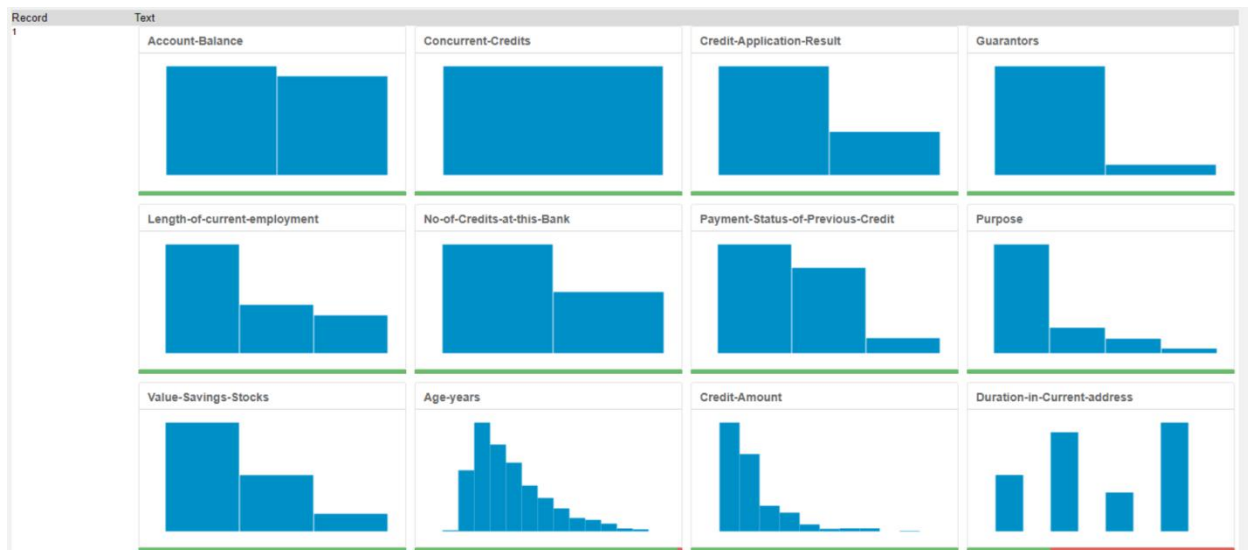 Record Text
1
Account-Balance Concurrent-Credits Credit-Application-Result Guarantors
Length-of-current-employment No-of-Credits-at-this-Bank Payment-Status-of-Previous-Credit Purpose
Value-Savings-Stocks Age-years Credit-Amount Duration-in-Current-address